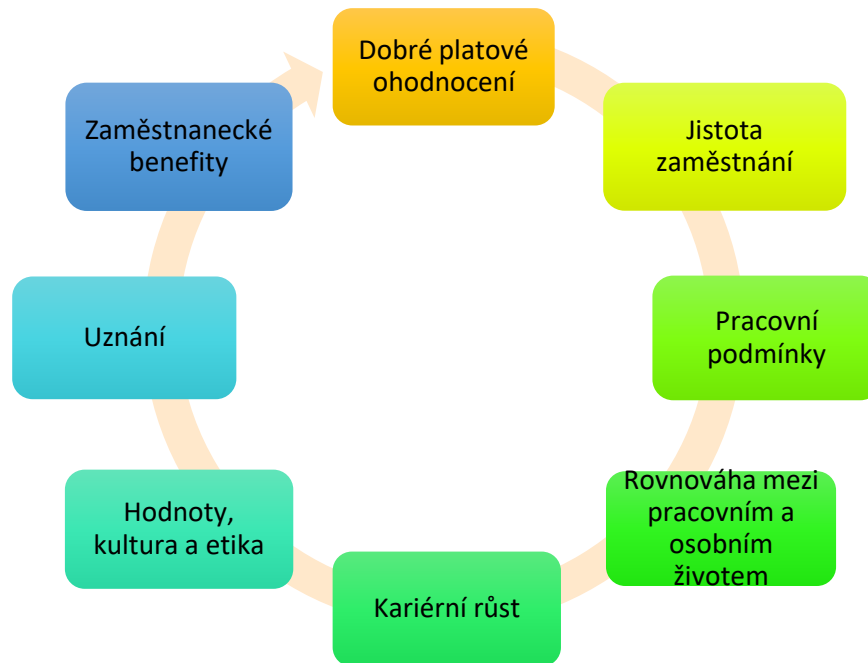 Dobré platové
ohodnocení
Jistota
zaměstnání
Pracovní
podmínky
Rovnováha mezi
pracovním a
osobním
životem
Kariérní růst
Hodnoty,
kultura a etika
Uznání
Zaměstnanecké
benefity